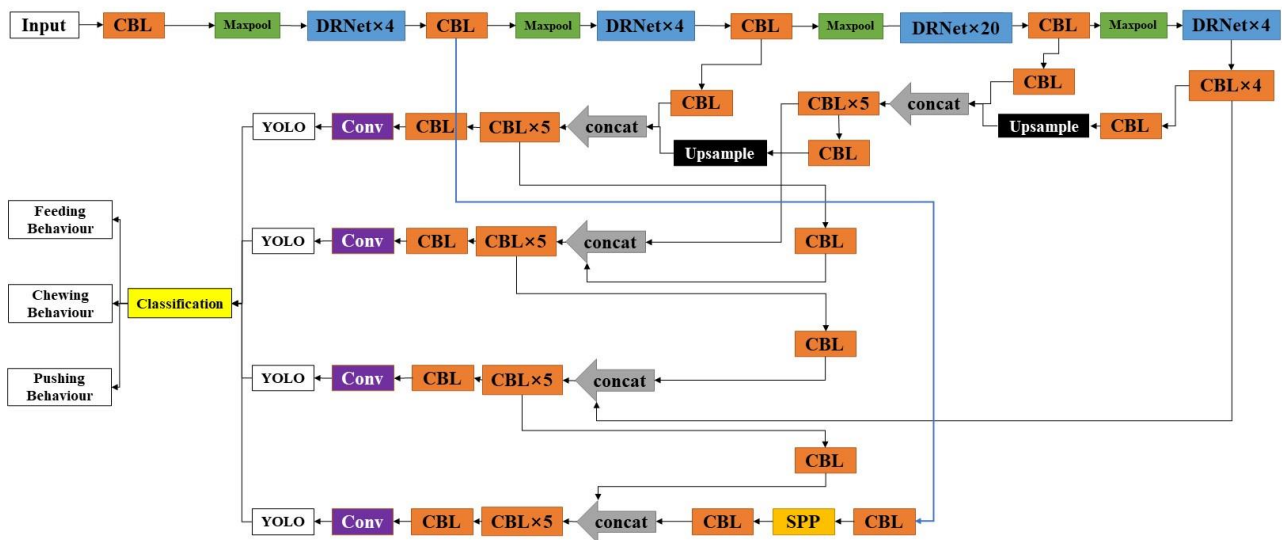 Input
CBL
Maxpool
DRNet×4
CBL
Maxpool
DRNet×4
CBL
Maxpool
DRNet×20
CBL
Maxpool
DRNet×4
CBL
CBL
CBL×4
CBL×5
concat
YOLO
Conv
CBL
CBL×5
concat
Upsample
CBL
Upsample
CBL
Feeding
Behaviour
YOLO
Conv
CBL
CBL×5
concat
CBL
Chewing
Behaviour
Classification
CBL
Pushing
Behaviour
YOLO
Conv
CBL
CBL×5
concat
CBL
YOLO
Conv
CBL
CBL×5
concat
CBL
SPP
CBL